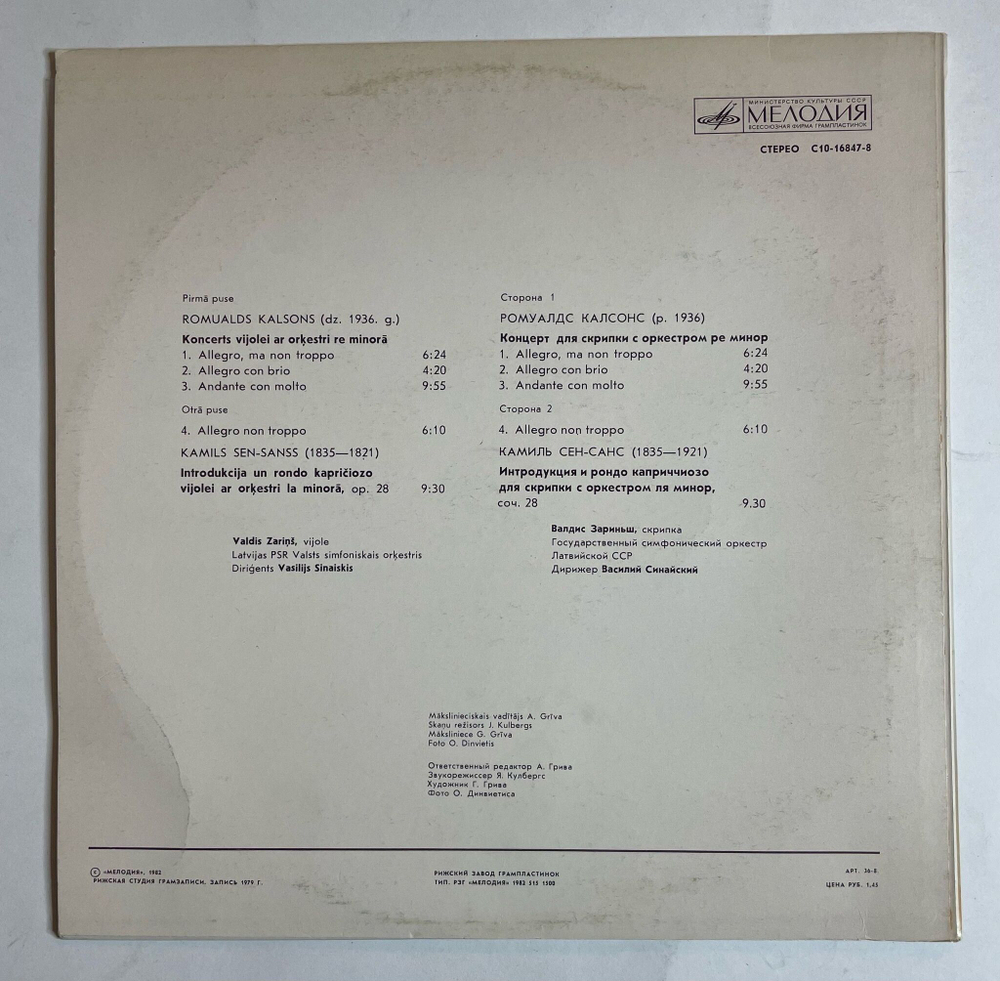 МИНИСТЕРСТВО КУЛЬТУРЫ СССР
МЕЛОДИЯ
ВСЕСОЮЗНАЯ ФИРМА ГРАМПЛАСТИНОК
СТЕРЕО С10-16847-8
Pirmā puse
ROMUALDS KALSONS (dz. 1936. g.)
Koncerts vijolei ar orķestri re minorā
1. Allegro, ma non troppo 6:24
2. Allegro con brio 4:20
3. Andante con molto 9:55
Otrā puse
4. Allegro non troppo 6:10
KAMILS SEN-SANSS (1835—1821)
Introdukcija un rondo kapričiozo
vijolei ar orķestri la minorā, op. 28 9:30
Valdis Zariņš, vijole
Latvijas PSR Valsts simfoniskais orķestris
Diriģents Vasilijs Sinaiskis
Сторона 1
РОМУАЛДС КАЛСОНС (р. 1936)
Концерт для скрипки с оркестром ре минор
1. Allegro, ma non troppo 6:24
2. Allegro con brio 4:20
3. Andante con molto 9:55
Сторона 2
4. Allegro non troppo 6:10
КАМИЛЬ СЕН-САНС (1835—1921)
Интродукция и рондо каприччиозо
для скрипки с оркестром ля минор,
соч. 28 9.30
Валдис Зариньш, скрипка
Государственный симфонический оркестр
Латвийской ССР
Дирижер Василий Синайский
Mākslinieciskais vadītājs A. Grīva
Skaņu režisors J. Kulbergs
Māksliniece G. Grīva
Foto O. Dinvietis
Ответственный редактор А. Грива
Звукорежиссер Я. Кулбергс
Художник Г. Грива
Фото О. Динвиетиса
© «МЕЛОДИЯ», 1982
РИЖСКАЯ СТУДИЯ ГРАМЗАПИСИ. ЗАПИСЬ 1979 Г.
РИЖСКИЙ ЗАВОД ГРАМПЛАСТИНОК
ТИП. РЗГ «МЕЛОДИЯ» 1982 515 1500
АРТ. 36-5
ЦЕНА РУБ. 1,45